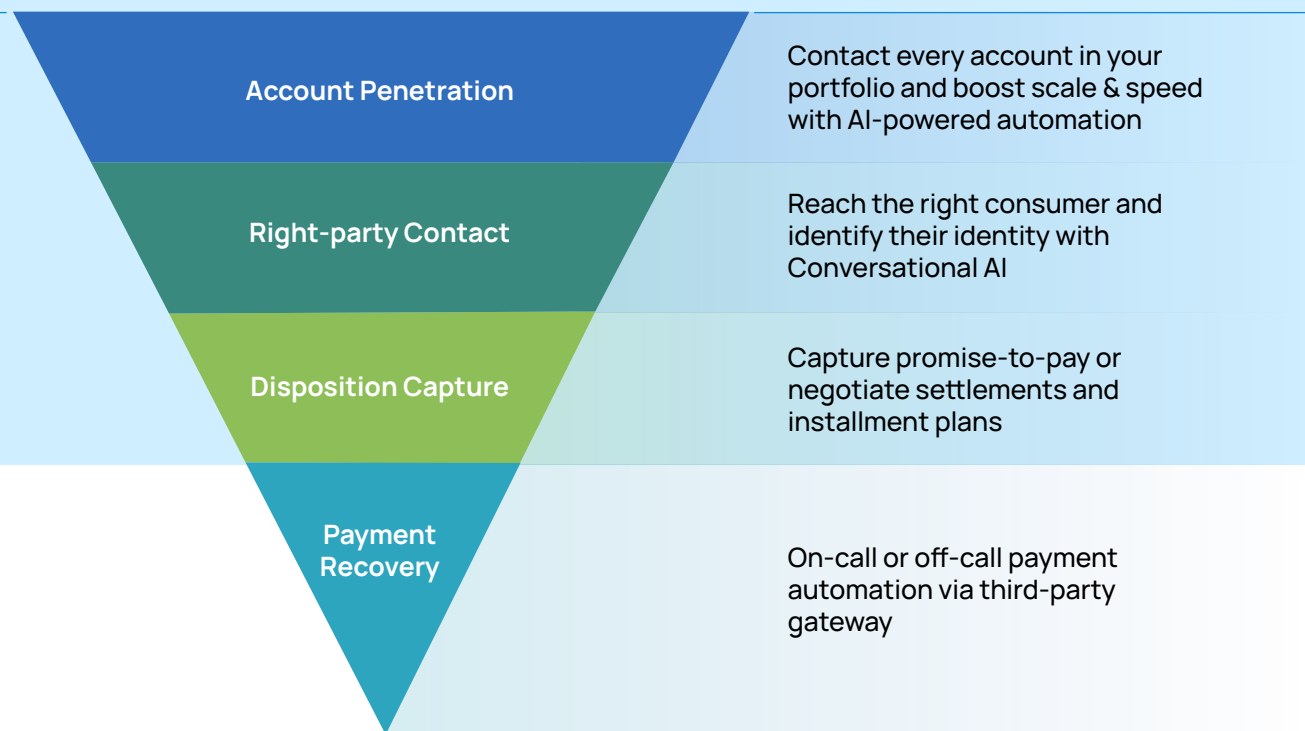 Account Penetration
Contact every account in your
portfolio and boost scale & speed
with AI-powered automation
Right-party Contact
Reach the right consumer and
identify their identity with
Conversational AI
Disposition Capture
Capture promise-to-pay or
negotiate settlements and
installment plans
Payment
Recovery
On-call or off-call payment
automation via third-party
gateway